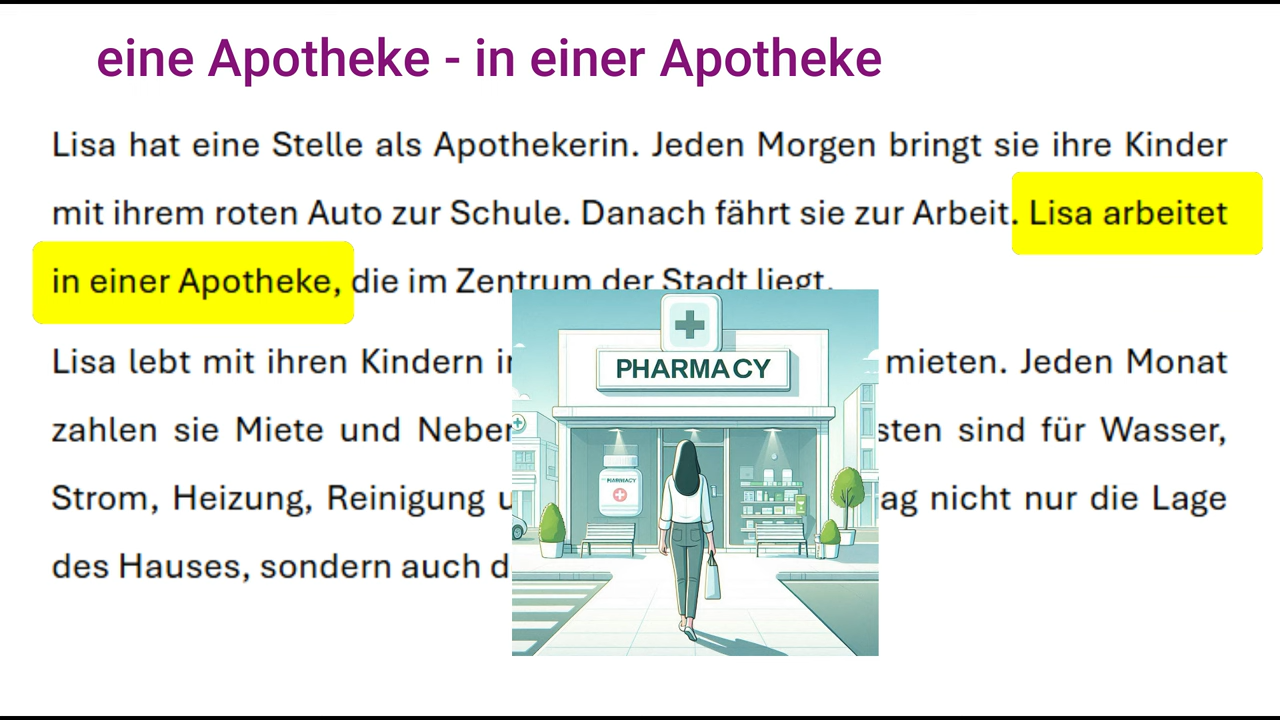 eine Apotheke - in einer Apotheke
Lisa hat eine Stelle als Apothekerin. Jeden Morgen bringt sie ihre Kinder
mit ihrem roten Auto zur Schule. Danach fährt sie zur Arbeit. Lisa arbeitet
in einer Apotheke, die im Zentrum der Stadt liegt.
Lisa lebt mit ihren Kindern mieten. Jeden Monat
zahlen sie Miete und sind für Wasser,
Strom, Heizung, Reinigung nicht nur die Lage
des Hauses, sondern auch
PHARMACY
PHARMACY